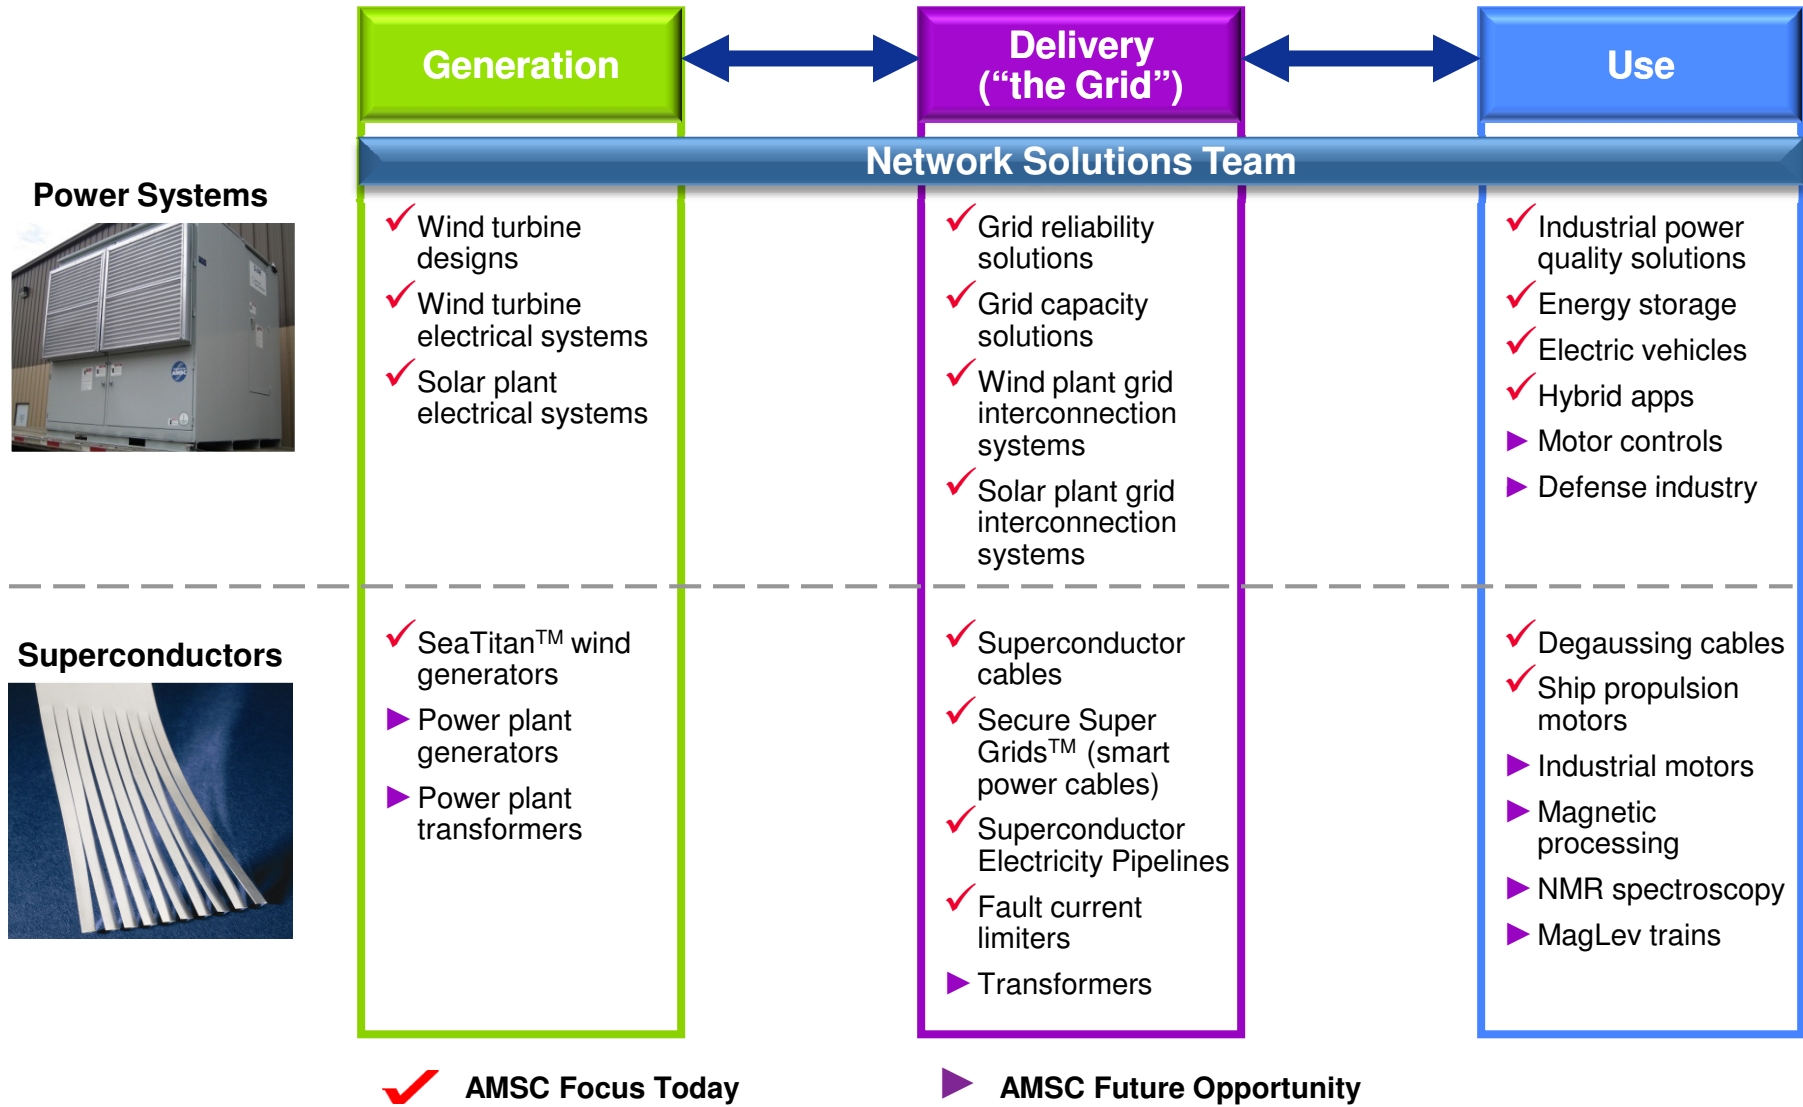 Generation
Delivery
(“the Grid”)
Use
Network Solutions Team
Power Systems
AMSC
Wind turbine
designs
Wind turbine
electrical systems
Solar plant
electrical systems
Grid reliability
solutions
Grid capacity
solutions
Wind plant grid
interconnection
systems
Solar plant grid
interconnection
systems
Industrial power
quality solutions
Energy storage
Electric vehicles
Hybrid apps
Motor controls
Defense industry
Superconductors
SeaTitan™ wind
generators
Power plant
generators
Power plant
transformers
Superconductor
cables
Secure Super
Grids™ (smart
power cables)
Superconductor
Electricity Pipelines
Fault current
limiters
Transformers
Degaussing cables
Ship propulsion
motors
Industrial motors
Magnetic
processing
NMR spectroscopy
MagLev trains
AMSC Focus Today
AMSC Future Opportunity